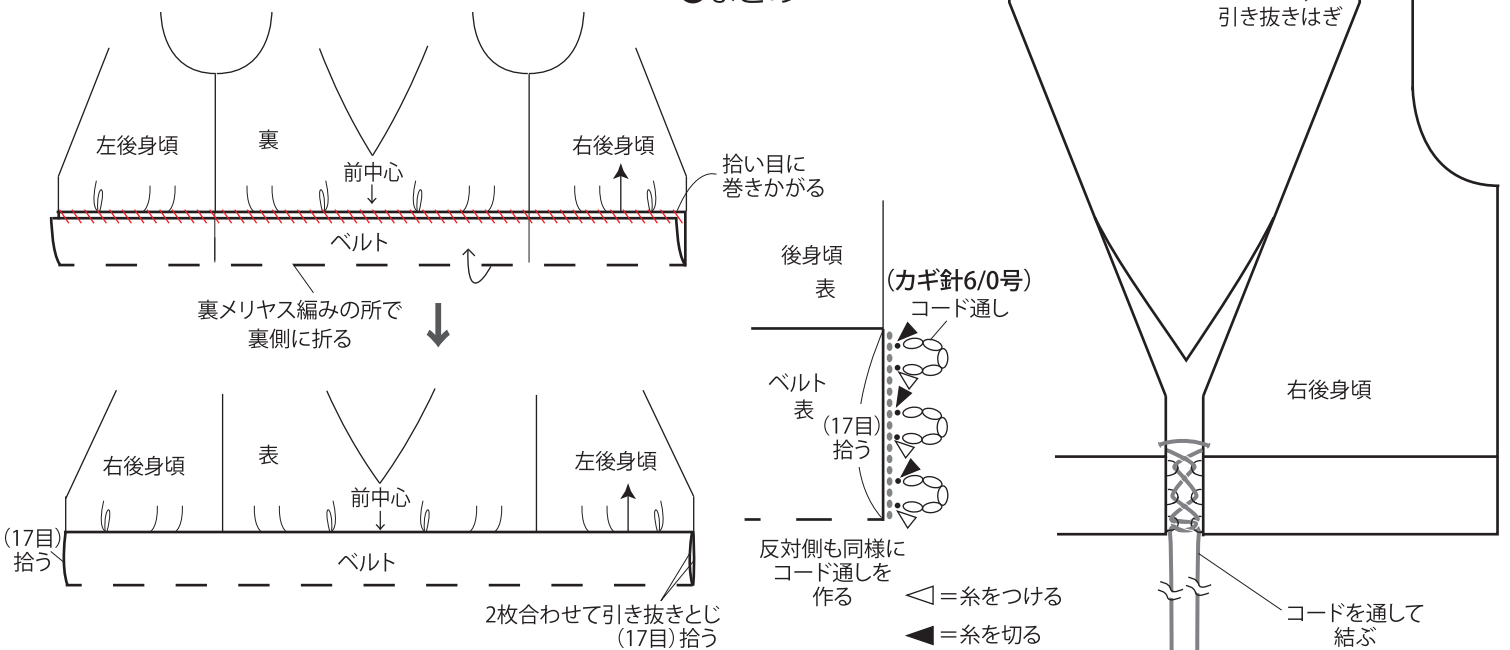 引き抜きはぎ
左後身頃
裏
前中心
右後身頃
拾い目に
巻きかがる
ベルト
裏メリヤス編みの所で
裏側に折る
右後身頃
表
前中心
左後身頃
(17目)
拾う
ベルト
2枚合わせて引き抜きとじ
(17目)拾う
後身頃
表
(カギ針6/0号)
コード通し
ベルト
表
(17目)
拾う
反対側も同様に
コード通しを
作る
=糸をつける
=糸を切る
右後身頃
コードを通して
結ぶ